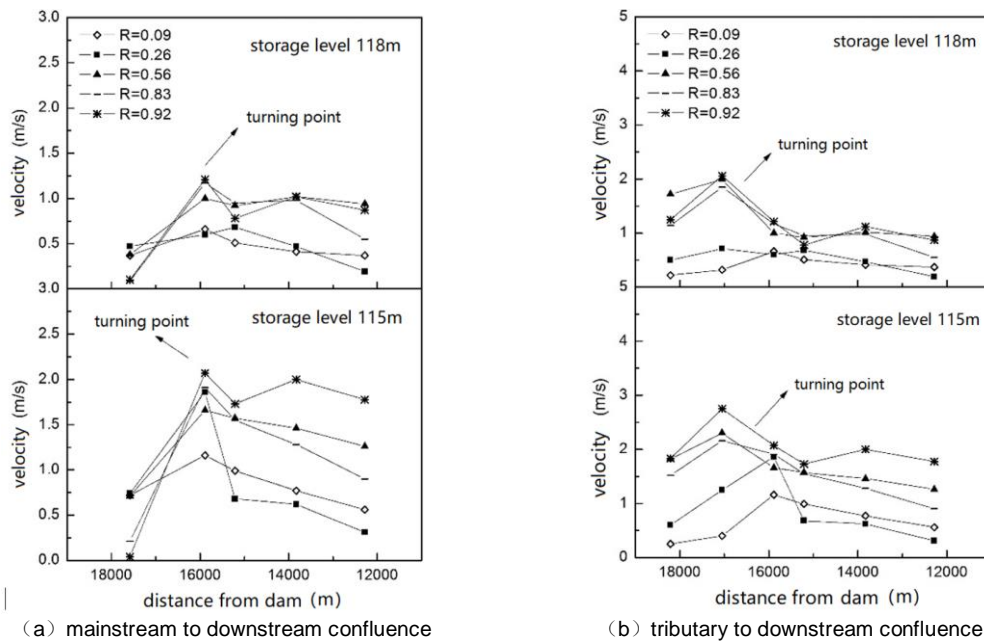 3.0
2.5
2.0
1.5
1.0
0.5
3.0
2.5
2.0
1.5
1.0
0.5
0.0
velocity (m/s)
velocity (m/s)
R=0.09
R=0.26
R=0.56
R=0.83
R=0.92
storage level 118m
turning point
turning point
storage level 115m
18000 16000 14000 12000
distance from dam (m)
(a) mainstream to downstream confluence
5
4
3
2
1
5
4
3
2
1
0
velocity (m/s)
velocity (m/s)
R=0.09
R=0.26
R=0.56
R=0.83
R=0.92
storage level 118m
turning point
storage level 115m
turning point
18000 16000 14000 12000
distance from dam (m)
(b) tributary to downstream confluence